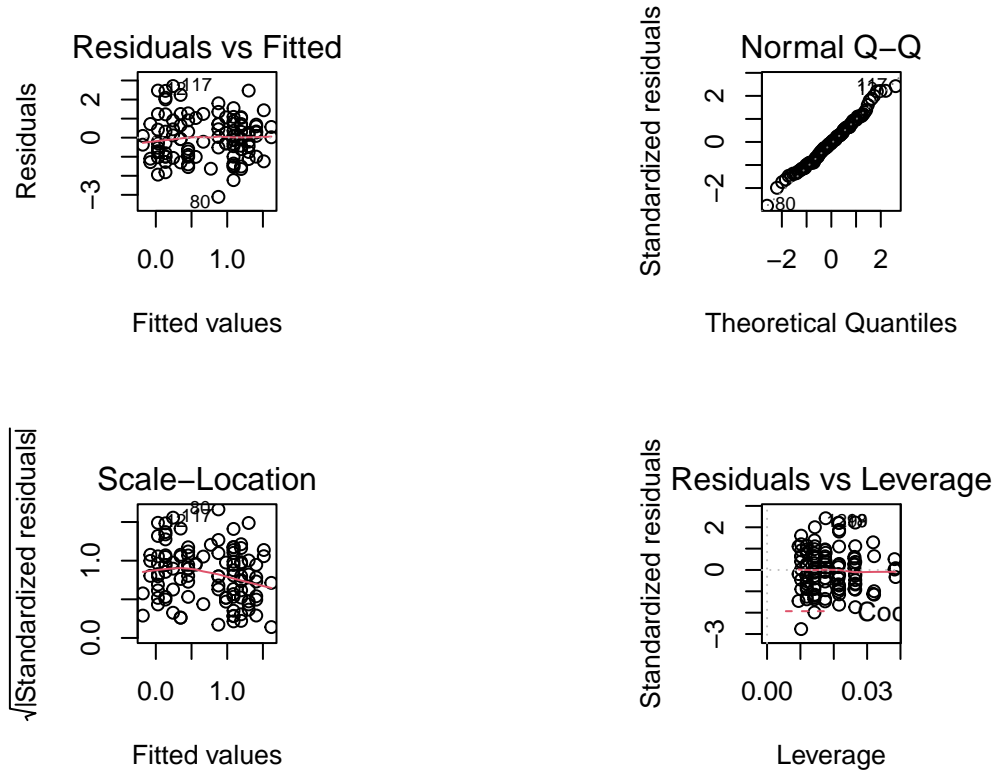 Residuals vs Fitted
Residuals
2
0
−3
117
80
0.0 1.0
Fitted values
Normal Q−Q
Standardized residuals
2
0
−2
117
80
−2 0 2
Theoretical Quantiles
Scale−Location
√|Standardized residuals|
1.0
0.0
80
117
0.0 1.0
Fitted values
Residuals vs Leverage
Standardized residuals
2
0
−3
Coo
0.00 0.03
Leverage